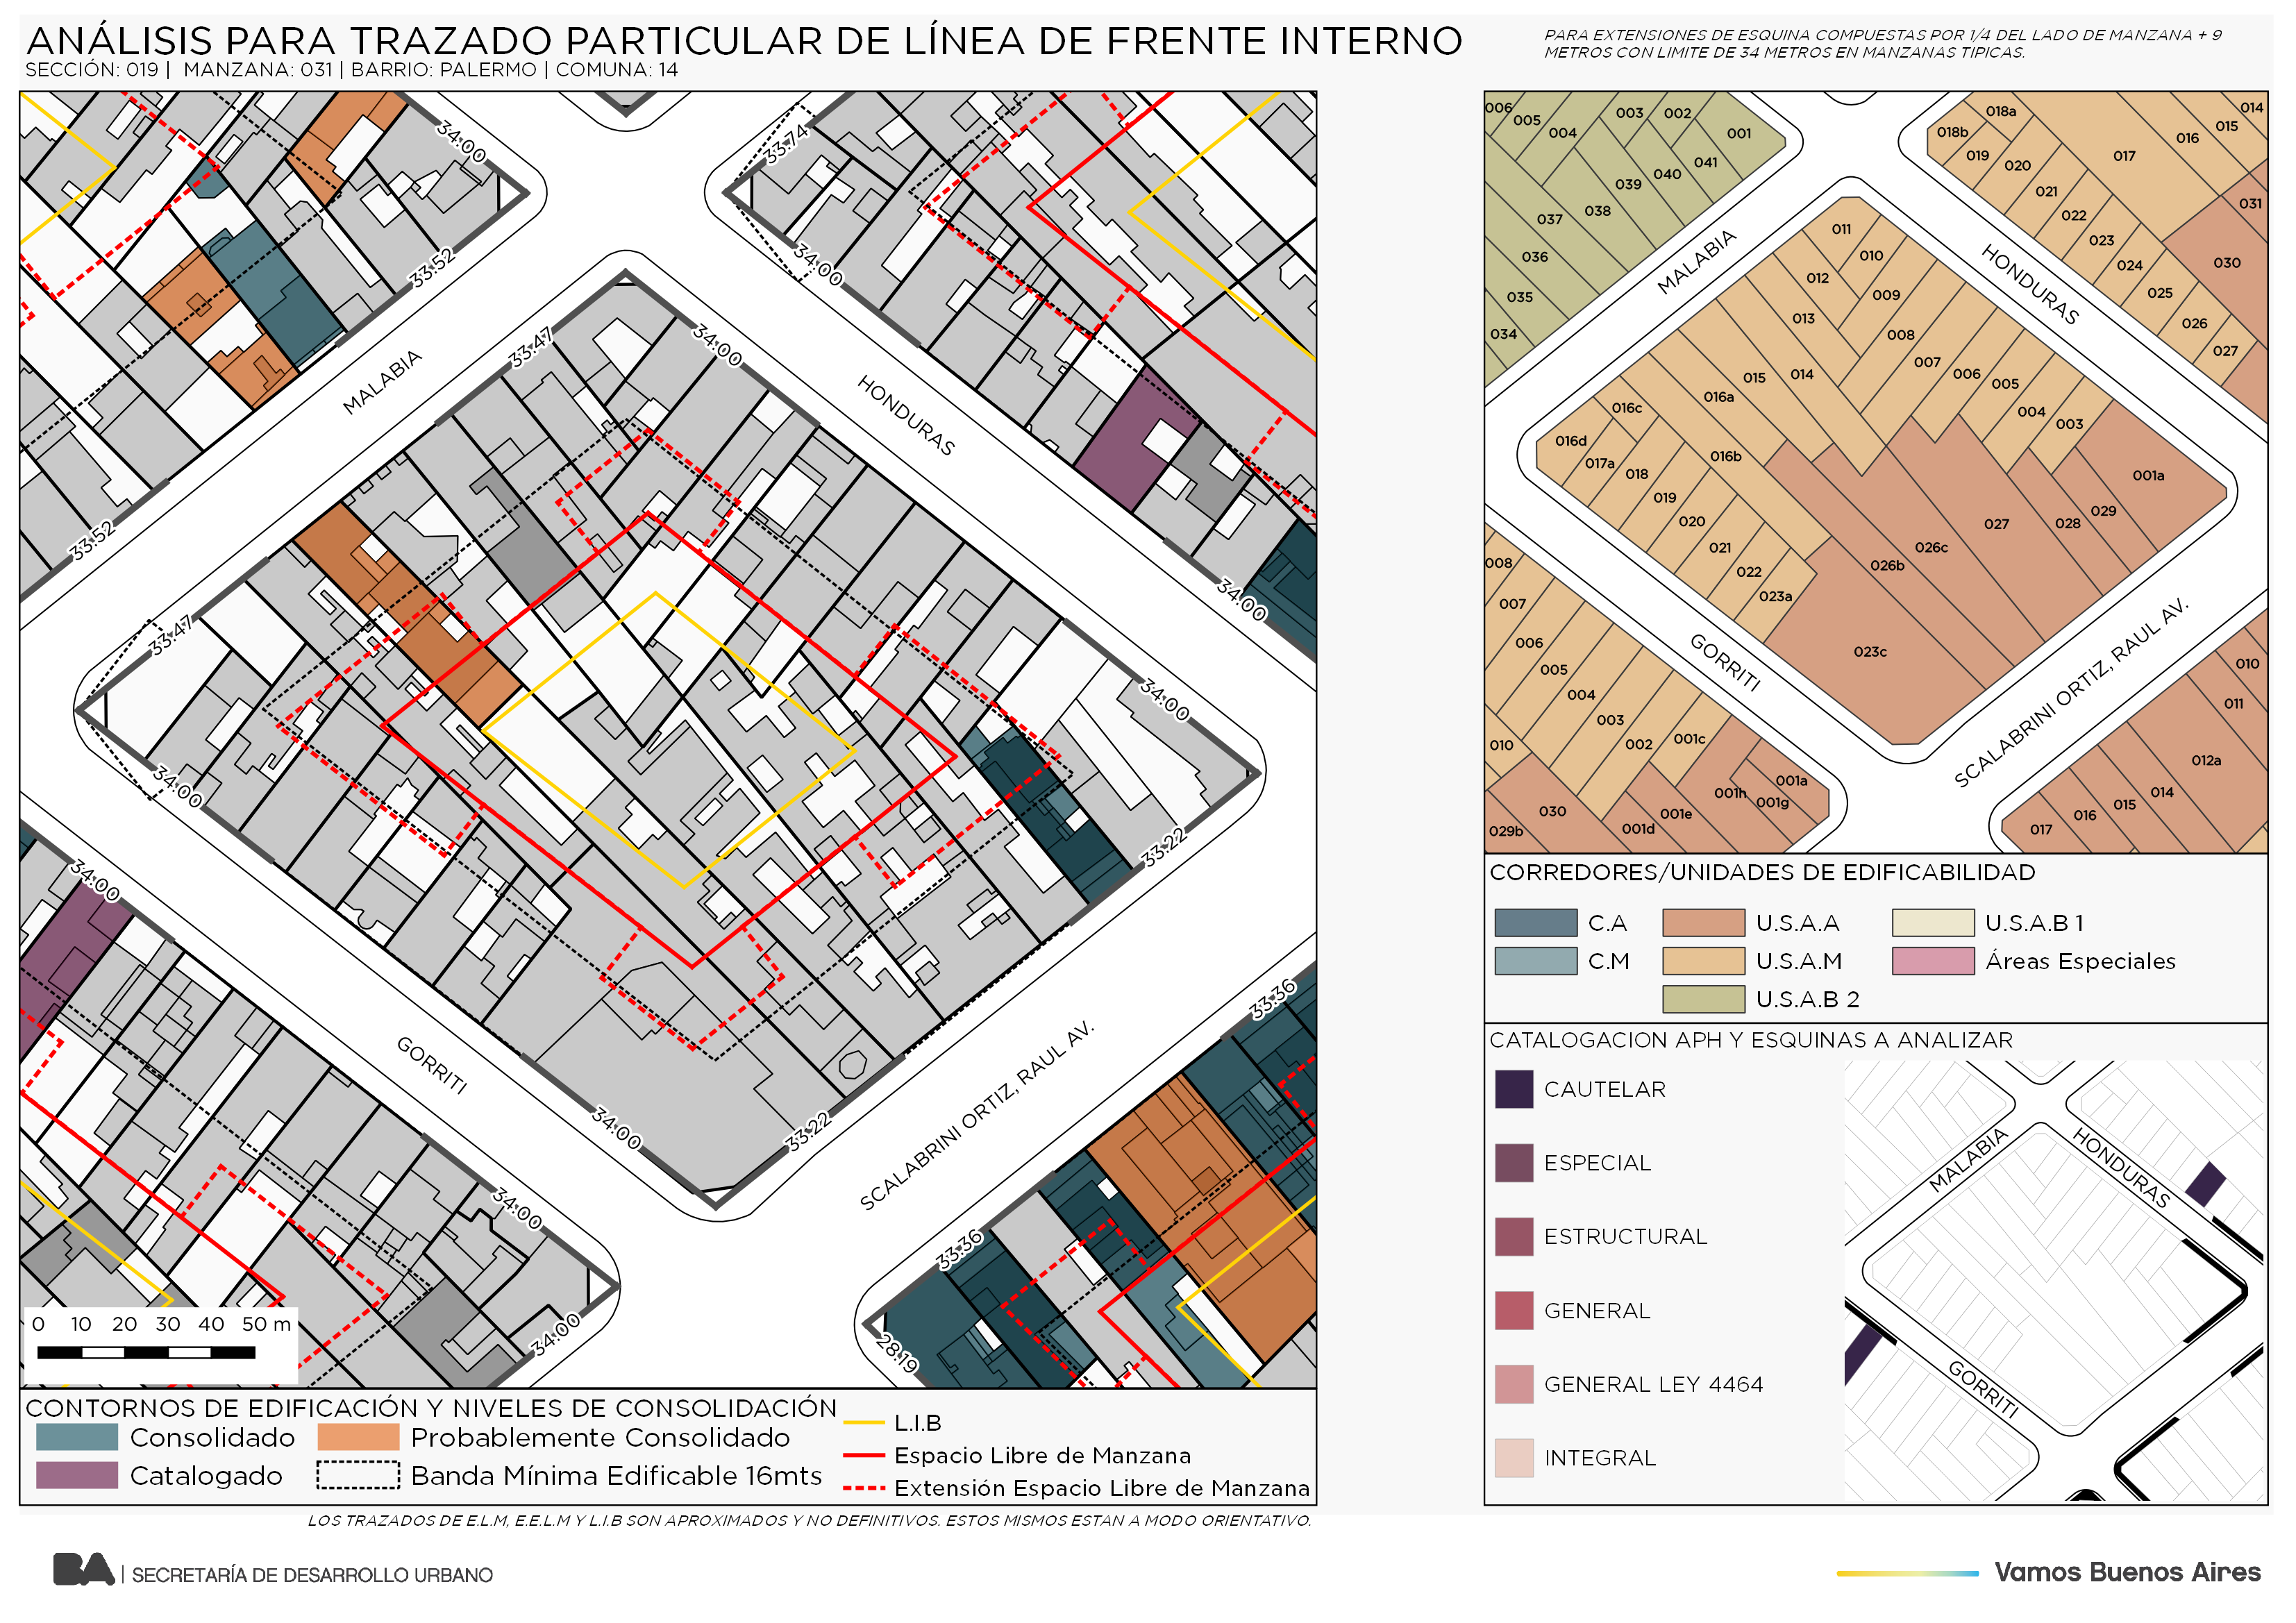 ANÁLISIS PARA TRAZADO PARTICULAR DE LÍNEA DE FRENTE INTERNO
SECCIÓN: 019 | MANZANA: 031 | BARRIO: PALERMO | COMUNA: 14
PARA EXTENSIONES DE ESQUINA COMPUESTAS POR 1/4 DEL LADO DE MANZANA + 9
METROS CON LIMITE DE 34 METROS EN MANZANAS TIPICAS.
34:00
33.74
33.52
34:00
33.47
34:00
MALABIA
HONDURAS
33.52
34:00
33.47
34:00
34:00
33.22
34:00
GORRITI
SCALABRINI ORTIZ, RAUL AV.
33.36
34:00
33.22
34:00
33.36
34:00
28.19
0 10 20 30 40 50 m
CONTORNOS DE EDIFICACIÓN Y NIVELES DE CONSOLIDACIÓN
Consolidado
Probablemente Consolidado
Catalogado
Banda Mínima Edificable 16mts
L.I.B
Espacio Libre de Manzana
Extensión Espacio Libre de Manzana
LOS TRAZADOS DE E.L.M, E.E.L.M Y L.I.B SON APROXIMADOS Y NO DEFINITIVOS. ESTOS MISMOS ESTAN A MODO ORIENTATIVO.
006
005
004
003
002
001
041
040
039
038
037
036
035
034
018a
018b
019
020
021
022
023
024
025
026
027
017
016
015
014
031
030
MALABIA
HONDURAS
011
010
012
009
013
008
014
007
015
006
005
016a
004
003
016c
016d
017a
016b
018
019
020
021
022
023a
001a
029
028
027
026c
026b
023c
GORRITI
SCALABRINI ORTIZ, RAUL AV.
008
007
006
005
004
003
002
001c
010
030
029b
001h
001a
001g
001e
001d
010
011
012a
014
015
016
017
CORREDORES/UNIDADES DE EDIFICABILIDAD
C.A
U.S.A.A
U.S.A.B 1
C.M
U.S.A.M
Áreas Especiales
U.S.A.B 2
CATALOGACION APH Y ESQUINAS A ANALIZAR
CAUTELAR
ESPECIAL
ESTRUCTURAL
GENERAL
GENERAL LEY 4464
INTEGRAL
MALABIA
HONDURAS
GORRITI
BA | SECRETARÍA DE DESARROLLO URBANO
Vamos Buenos Aires